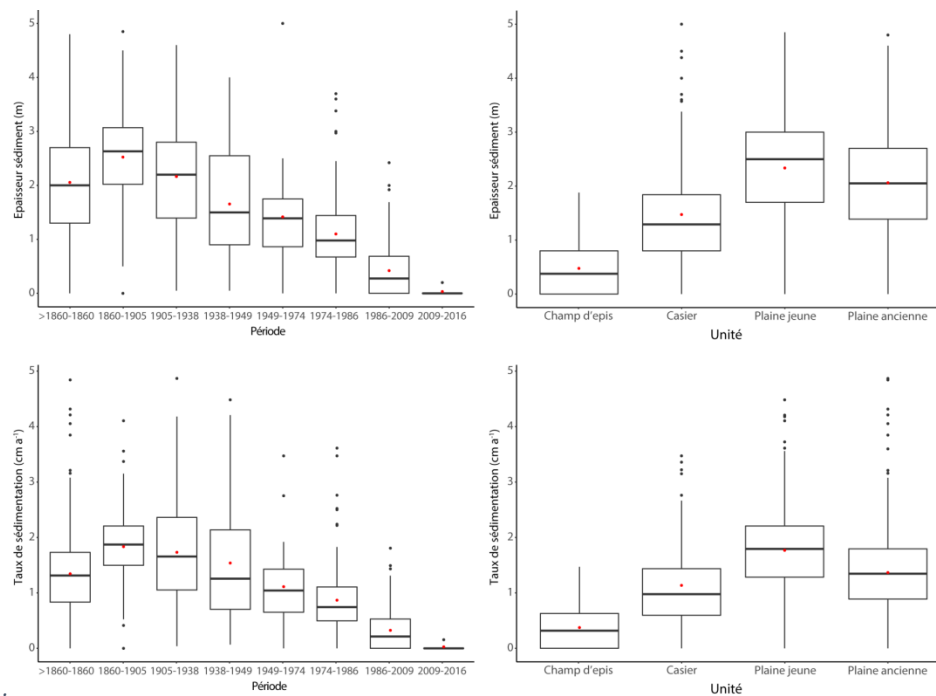 Epaisseur sédiment (m)
5
4
3
2
1
0
>1860-1860 1860-1905 1905-1938 1938-1949 1949-1974 1974-1986 1986-2009 2009-2016
Période
Epaisseur sédiment (m)
5
4
3
2
1
0
Champ d'epis Casier Plaine jeune Plaine ancienne
Unité
Taux de sédimentation (cm a⁻¹)
5
4
3
2
1
0
>1860-1860 1860-1905 1905-1938 1938-1949 1949-1974 1974-1986 1986-2009 2009-2016
Période
Taux de sédimentation (cm a⁻¹)
5
4
3
2
1
0
Champ d'epis Casier Plaine jeune Plaine ancienne
Unité